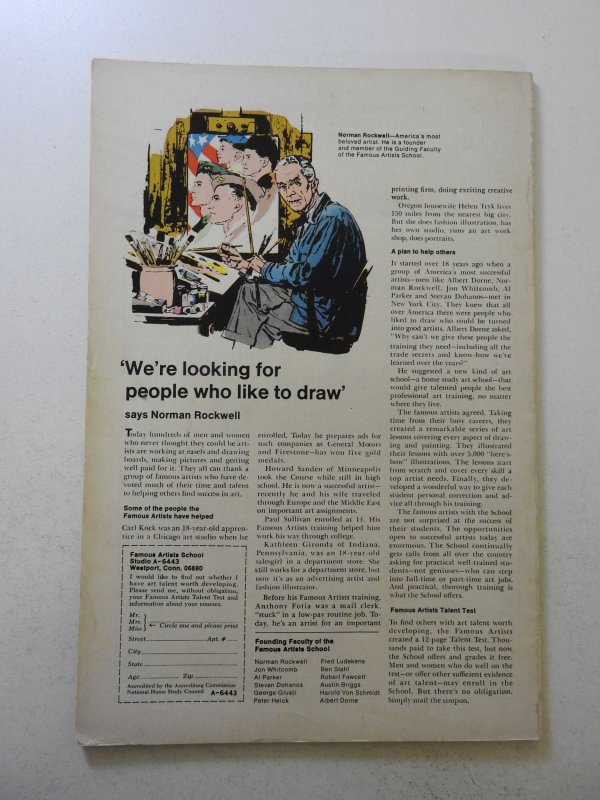 Norman Rockwell—America's most
beloved artist. He is a founder
and member of the Guiding Faculty
of the Famous Artists School.
'We're looking for
people who like to draw'
says Norman Rockwell
Today hundreds of men and women
who never thought they could be art-
ists are working at easels and drawing
boards, making pictures and getting
well paid for it. They all can thank a
group of famous artists who have de-
voted much of their time and talent
to helping others find success in art.
Some of the people the
Famous Artists have helped
Carl Kock was an 18-year-old appren-
tice in a Chicago art studio when he
enrolled. Today he prepares ads for
such companies as General Motors
and Firestone—has won five gold
medals.
Howard Sanden of Minneapolis
took the Course while still in high
school. He is now a successful artist—
recently he and his wife traveled
through Europe and the Middle East
on important art assignments.
Paul Sullivan enrolled at 14. His
Famous Artists training helped him
work his way through college.
Kathleen Gironda of Indiana,
Pennsylvania, was an 18-year-old
salesgirl in a department store. She
still works for a department store, but
now it's as an advertising artist and
fashion illustrator.
Before his Famous Artists training,
Anthony Fotia was a mail clerk,
"stuck" in a low-pay routine job. To-
day, he's an artist for an important
printing firm, doing exciting creative
work.
Oregon housewife Helen Tryk lives
150 miles from the nearest big city.
But she does fashion illustration, has
her own studio, runs an art work
shop, does portraits.
A plan to help others
It started over 18 years ago when a
group of America's most successful
artists—men like Albert Dorne, Nor-
man Rockwell, Jon Whitcomb, Al
Parker and Stevan Dohanos—met in
New York City. They knew that all
over America there were people who
liked to draw who could be turned
into good artists. Albert Dorne asked,
"Why can't we give these people the
training they need—including all the
trade secrets and know-how we've
learned over the years?"
He suggested a new kind of art
school—a home study art school—that
would give talented people the best
professional art training, no matter
where they live.
The famous artists agreed. Taking
time from their busy careers, they
created a remarkable series of art
lessons covering every aspect of draw-
ing and painting. They illustrated
their lessons with over 5,000 "here's-
how" illustrations. The lessons start
from scratch and cover every skill a
top artist needs. Finally, they de-
veloped a wonderful way to give each
student personal correction and ad-
vice all through his training.
The famous artists with the School
are not surprised at the success of
their students. The opportunities
open to successful artists today are
enormous. The School continually
gets calls from all over the country
asking for practical well-trained stu-
dents—not geniuses—who can step
into full-time or part-time art jobs.
And practical, thorough training is
what the School offers.
Famous Artists Talent Test
To find others with art talent worth
developing, the Famous Artists
created a 12-page Talent Test. Thou-
sands paid to take this test, but now
the School offers and grades it free.
Men and women who do well on the
test—or offer other sufficient evidence
of art talent—may enroll in the
School. But there's no obligation.
Simply mail the coupon.
Famous Artists School
Studio A-6443
Westport, Conn. 06880
I would like to find out whether I
have art talent worth developing.
Please send me, without obligation,
your Famous Artists Talent Test and
information about your courses.
Mr.
Mrs.
Miss
Circle one and please print
Street Apt. #
City
State
Age Zip
Accredited by the Accrediting Commission
National Home Study Council A-6443
Founding Faculty of the
Famous Artists School
Norman Rockwell
Jon Whitcomb
Al Parker
Stevan Dohanos
George Giusti
Peter Helck
Fred Ludekens
Ben Stahl
Robert Fawcett
Austin Briggs
Harold Von Schmidt
Albert Dorne